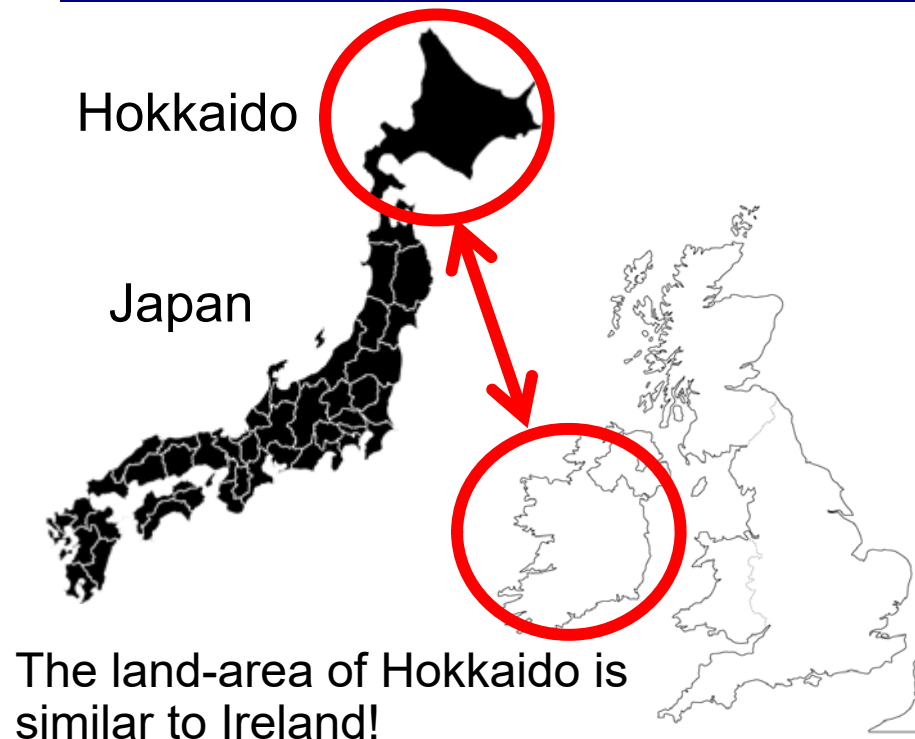 Hokkaido
Japan
The land-area of Hokkaido is
similar to Ireland!